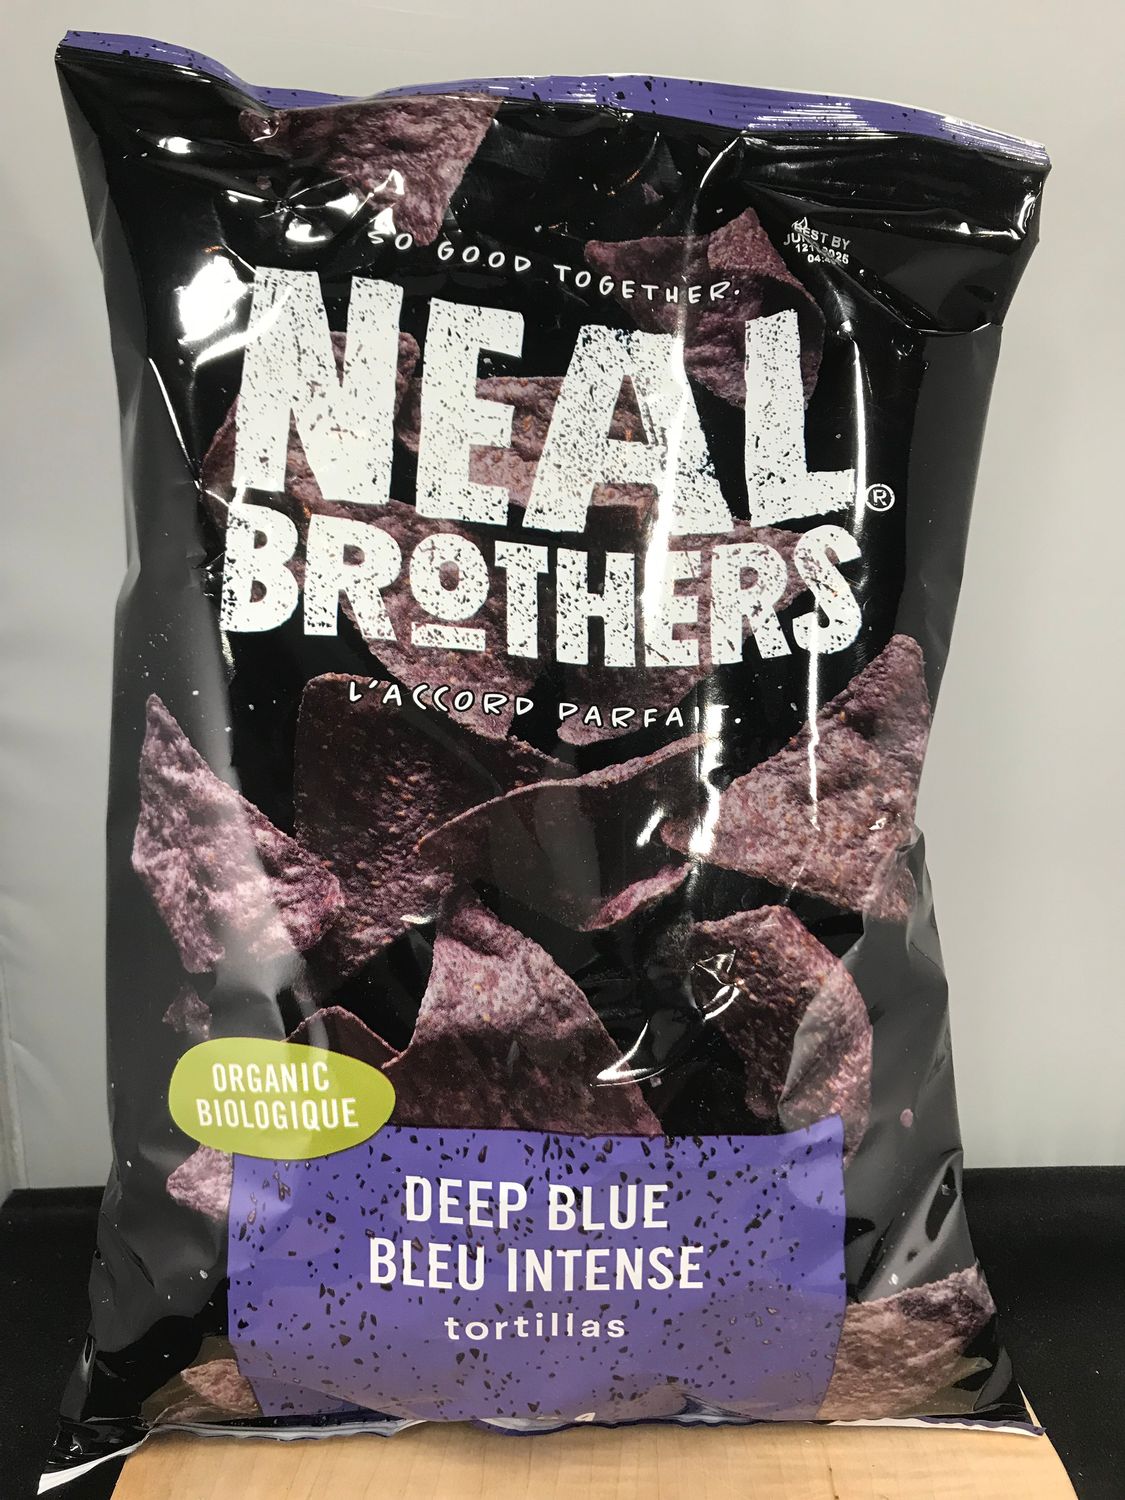 SO GOOD TOGETHER.
BEST BY
NEAL
BROTHERS
®
L'ACCORD PARFAIT.
ORGANIC
BIOLOGIQUE
DEEP BLUE
BLEU INTENSE
tortillas